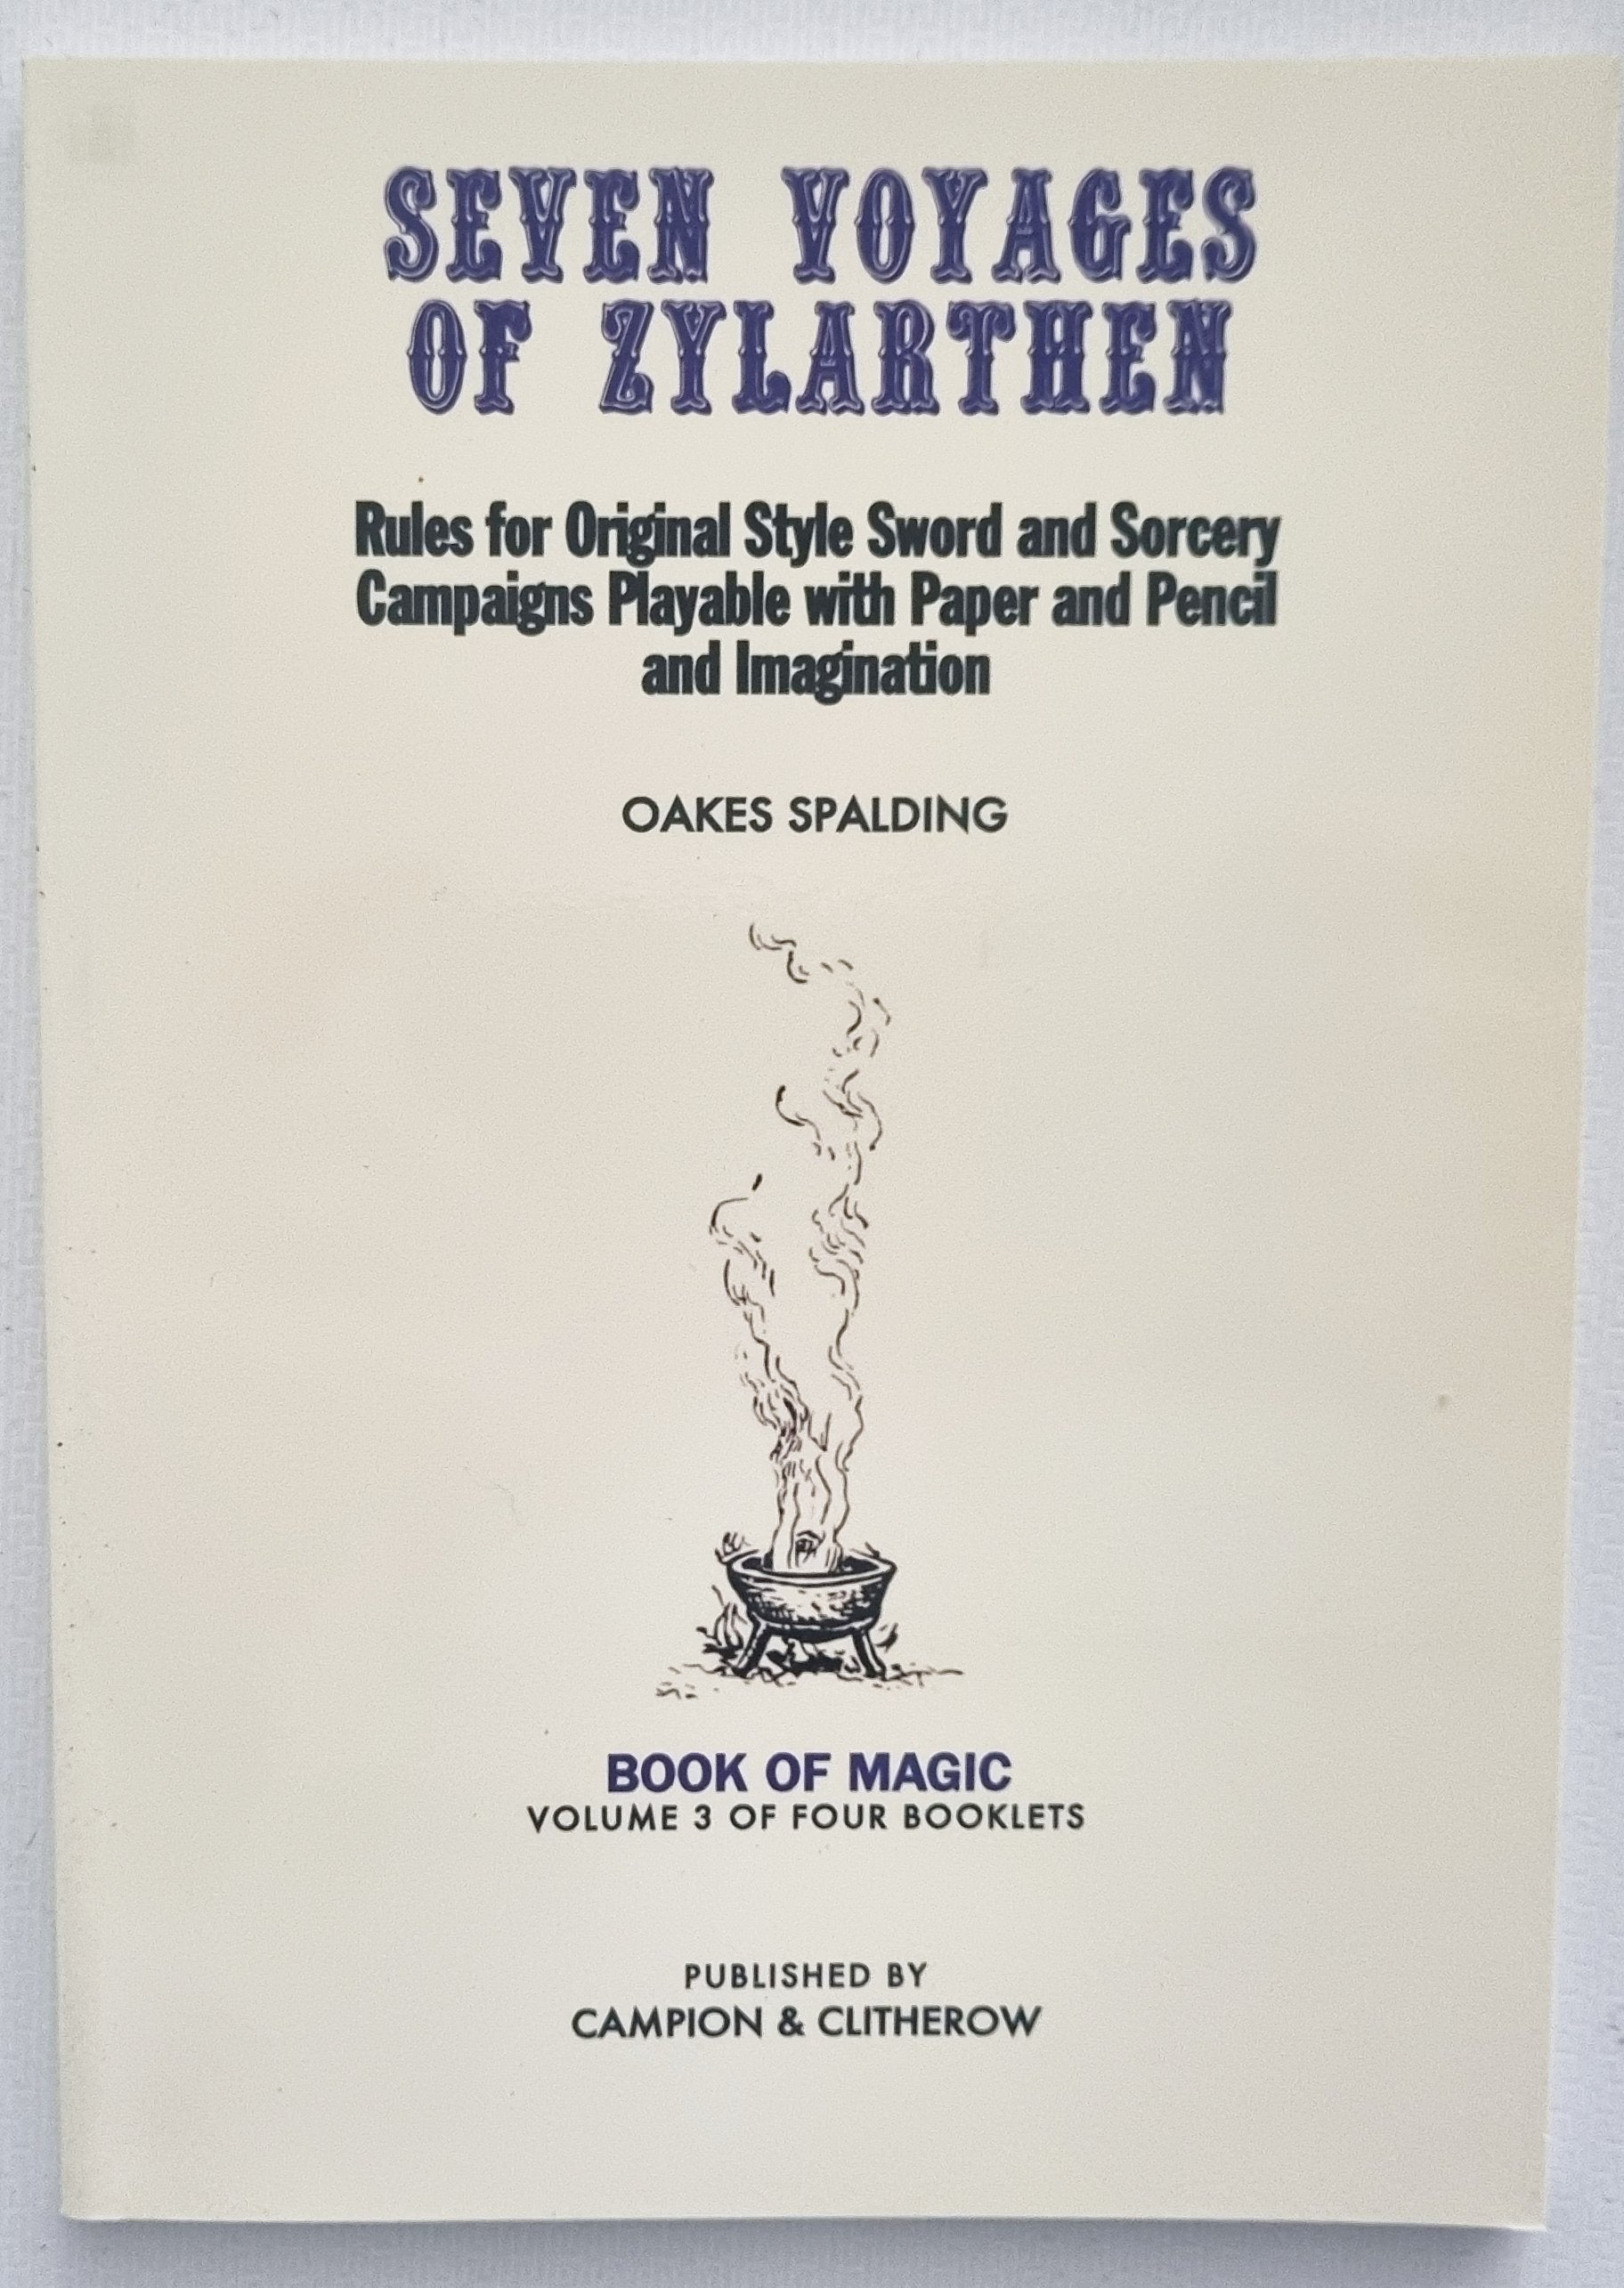 SEVEN VOYAGES
OF ZYLARTHEN
Rules for Original Style Sword and Sorcery
Campaigns Playable with Paper and Pencil
and Imagination
OAKES SPALDING
BOOK OF MAGIC
VOLUME 3 OF FOUR BOOKLETS
PUBLISHED BY
CAMPION & CLITHEROW